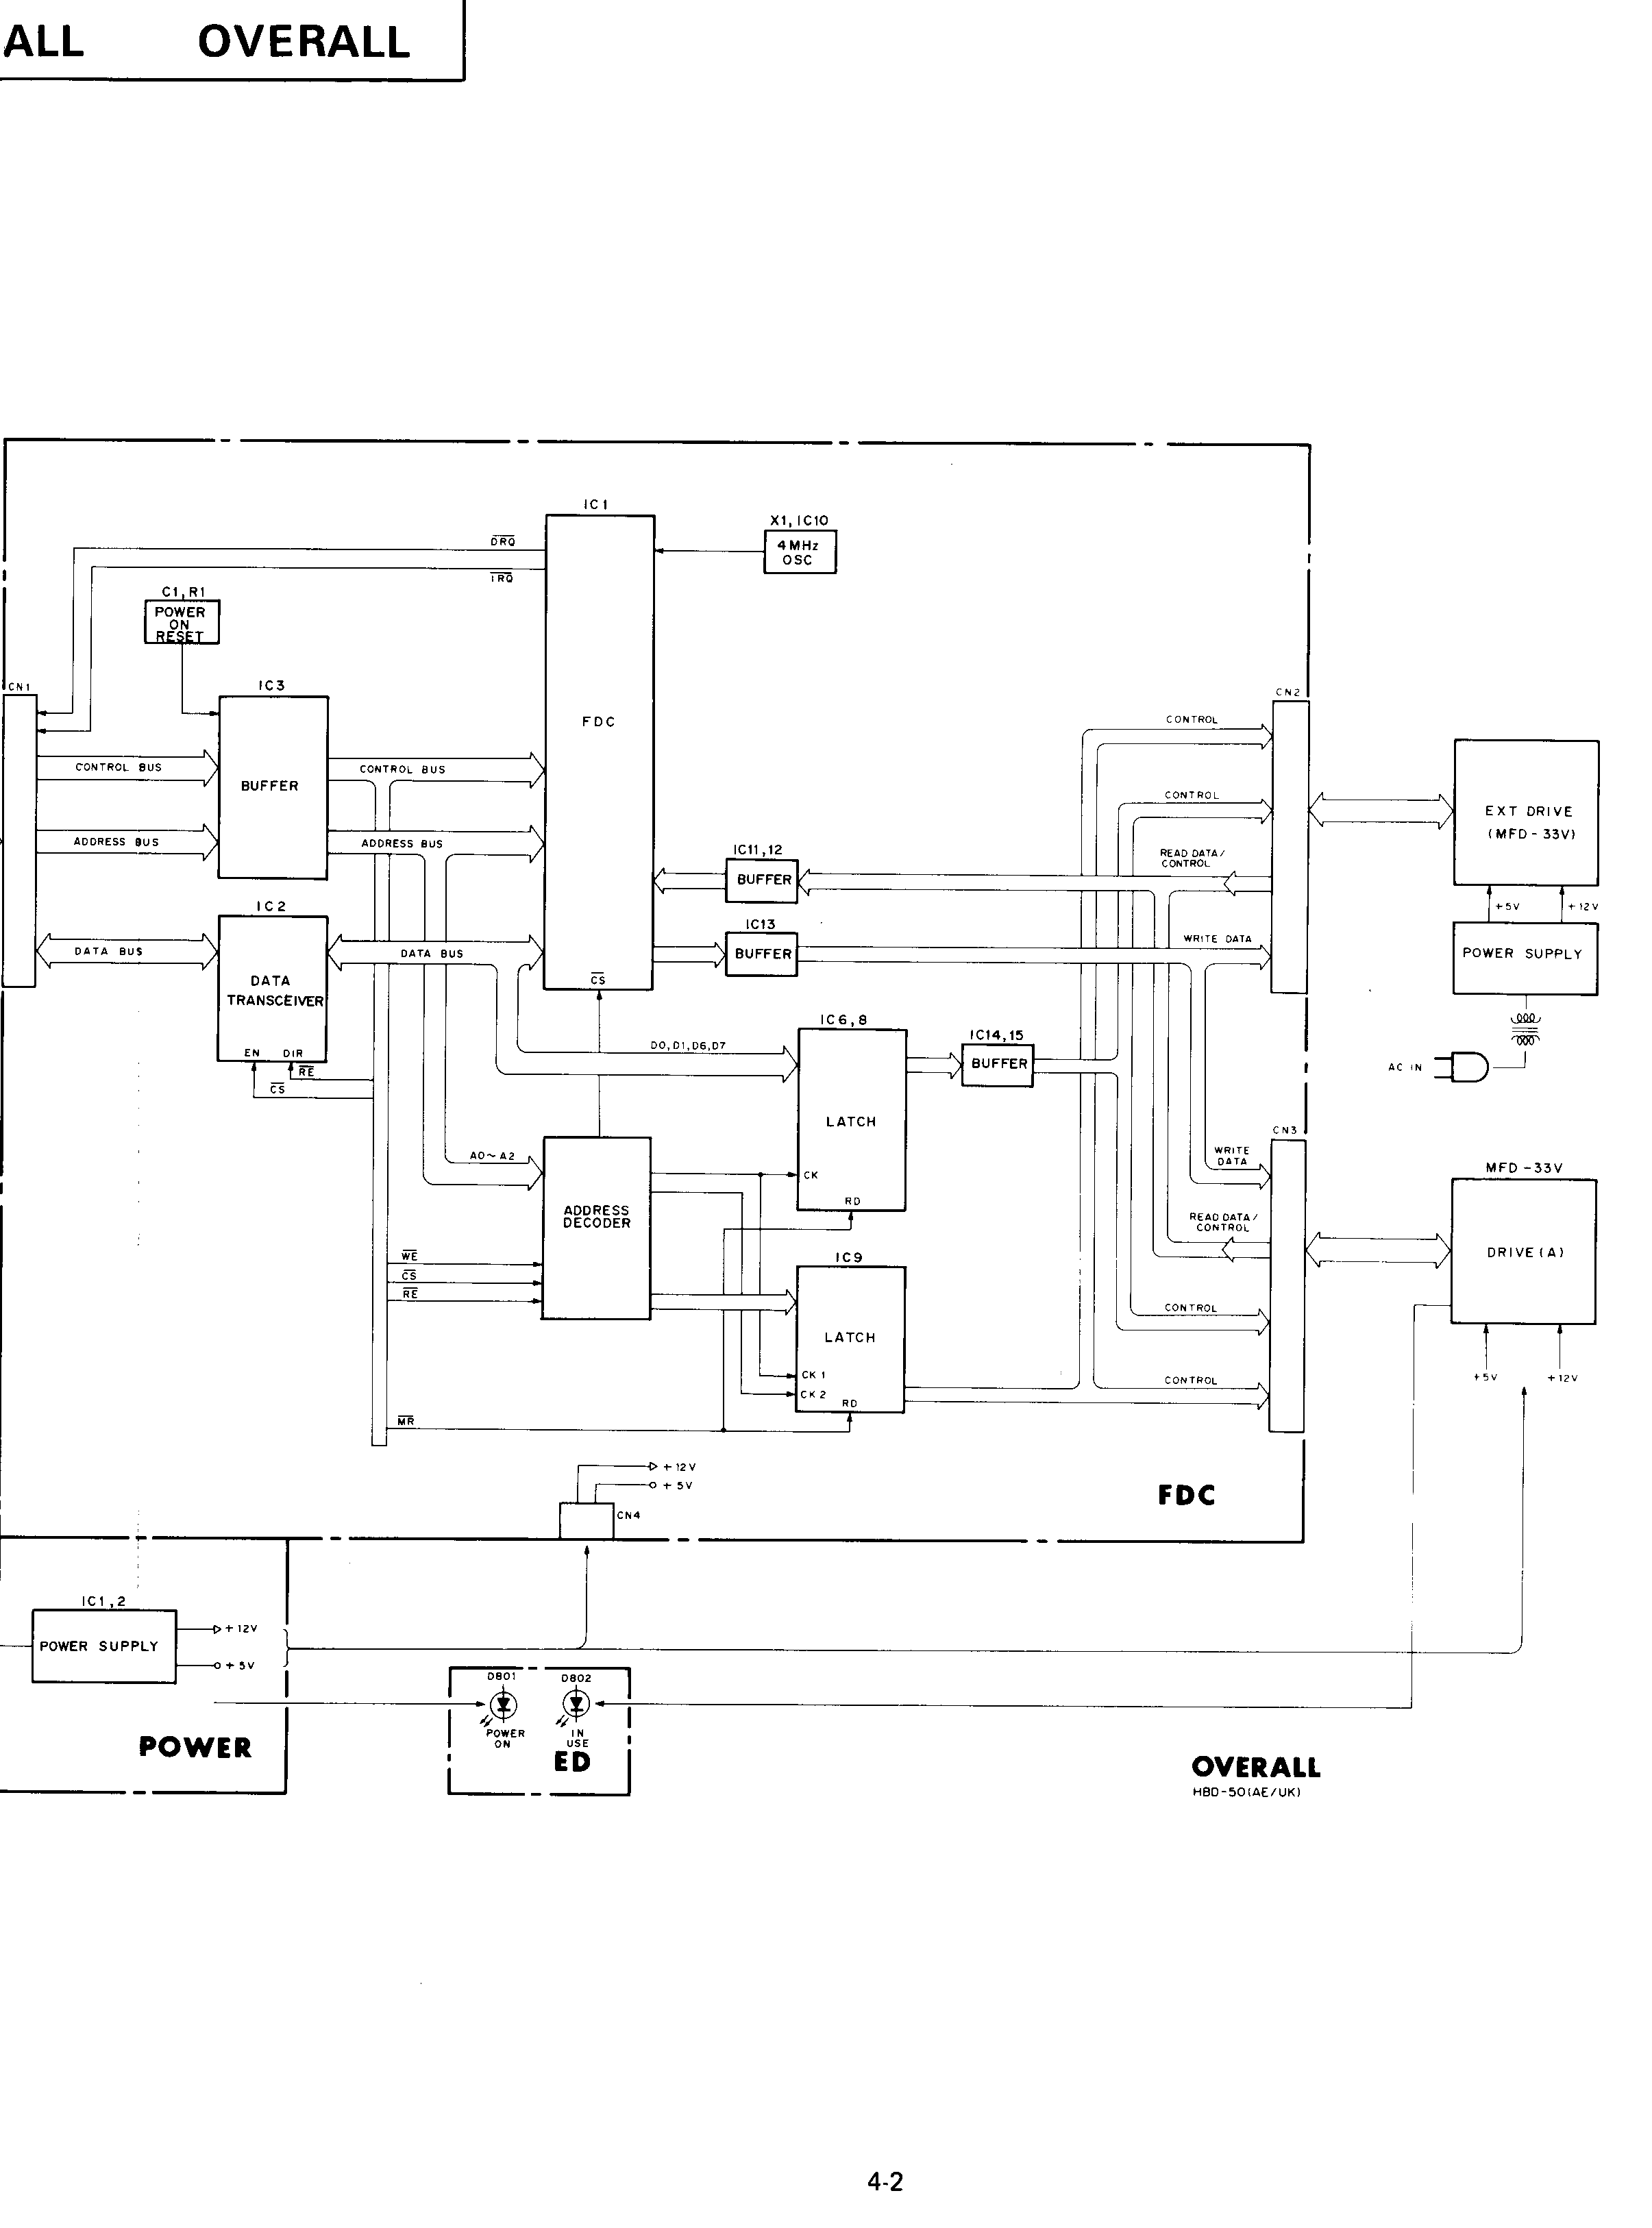 ALL OVERALL
IC1
X1, IC10
4MHz
OSC
DRQ
IRQ
C1, R1
POWER
ON
RESET
CN1
IC3
FDC
CN2
CONTROL
CONTROL BUS
CONTROL BUS
BUFFER
CONTROL
EXT DRIVE
(MFD-33V)
ADDRESS BUS
ADDRESS BUS
IC11,12
BUFFER
READ DATA/
CONTROL
+5V
+12V
IC2
IC13
BUFFER
WRITE DATA
POWER SUPPLY
DATA BUS
DATA BUS
DATA
TRANSCEIVER
CS
IC6,8
D0,D1,D6,D7
IC14,15
BUFFER
EN DIR
RE
CS
AC IN
LATCH
CN3
A0~A2
WRITE
DATA
CK
MFD-33V
RD
ADDRESS
DECODER
READ DATA/
CONTROL
WE
CS
RE
IC9
DRIVE(A)
LATCH
CONTROL
CK1
CK2
RD
CONTROL
+5V
+12V
MR
+12V
+5V
CN4
FDC
IC1,2
POWER SUPPLY
+12V
+5V
D801
D802
POWER
ON
IN
USE
ED
POWER
OVERALL
HBD-50(AE/UK)
4-2